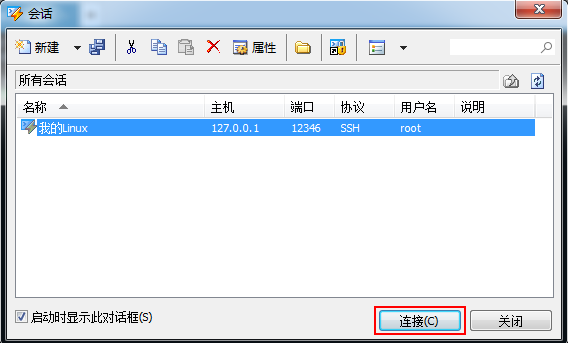 会话
新建 属性
所有会话
名称 主机 端口 协议 用户名 说明
我的Linux 127.0.0.1 12346 SSH root
启动时显示此对话框(S) 连接(C) 关闭